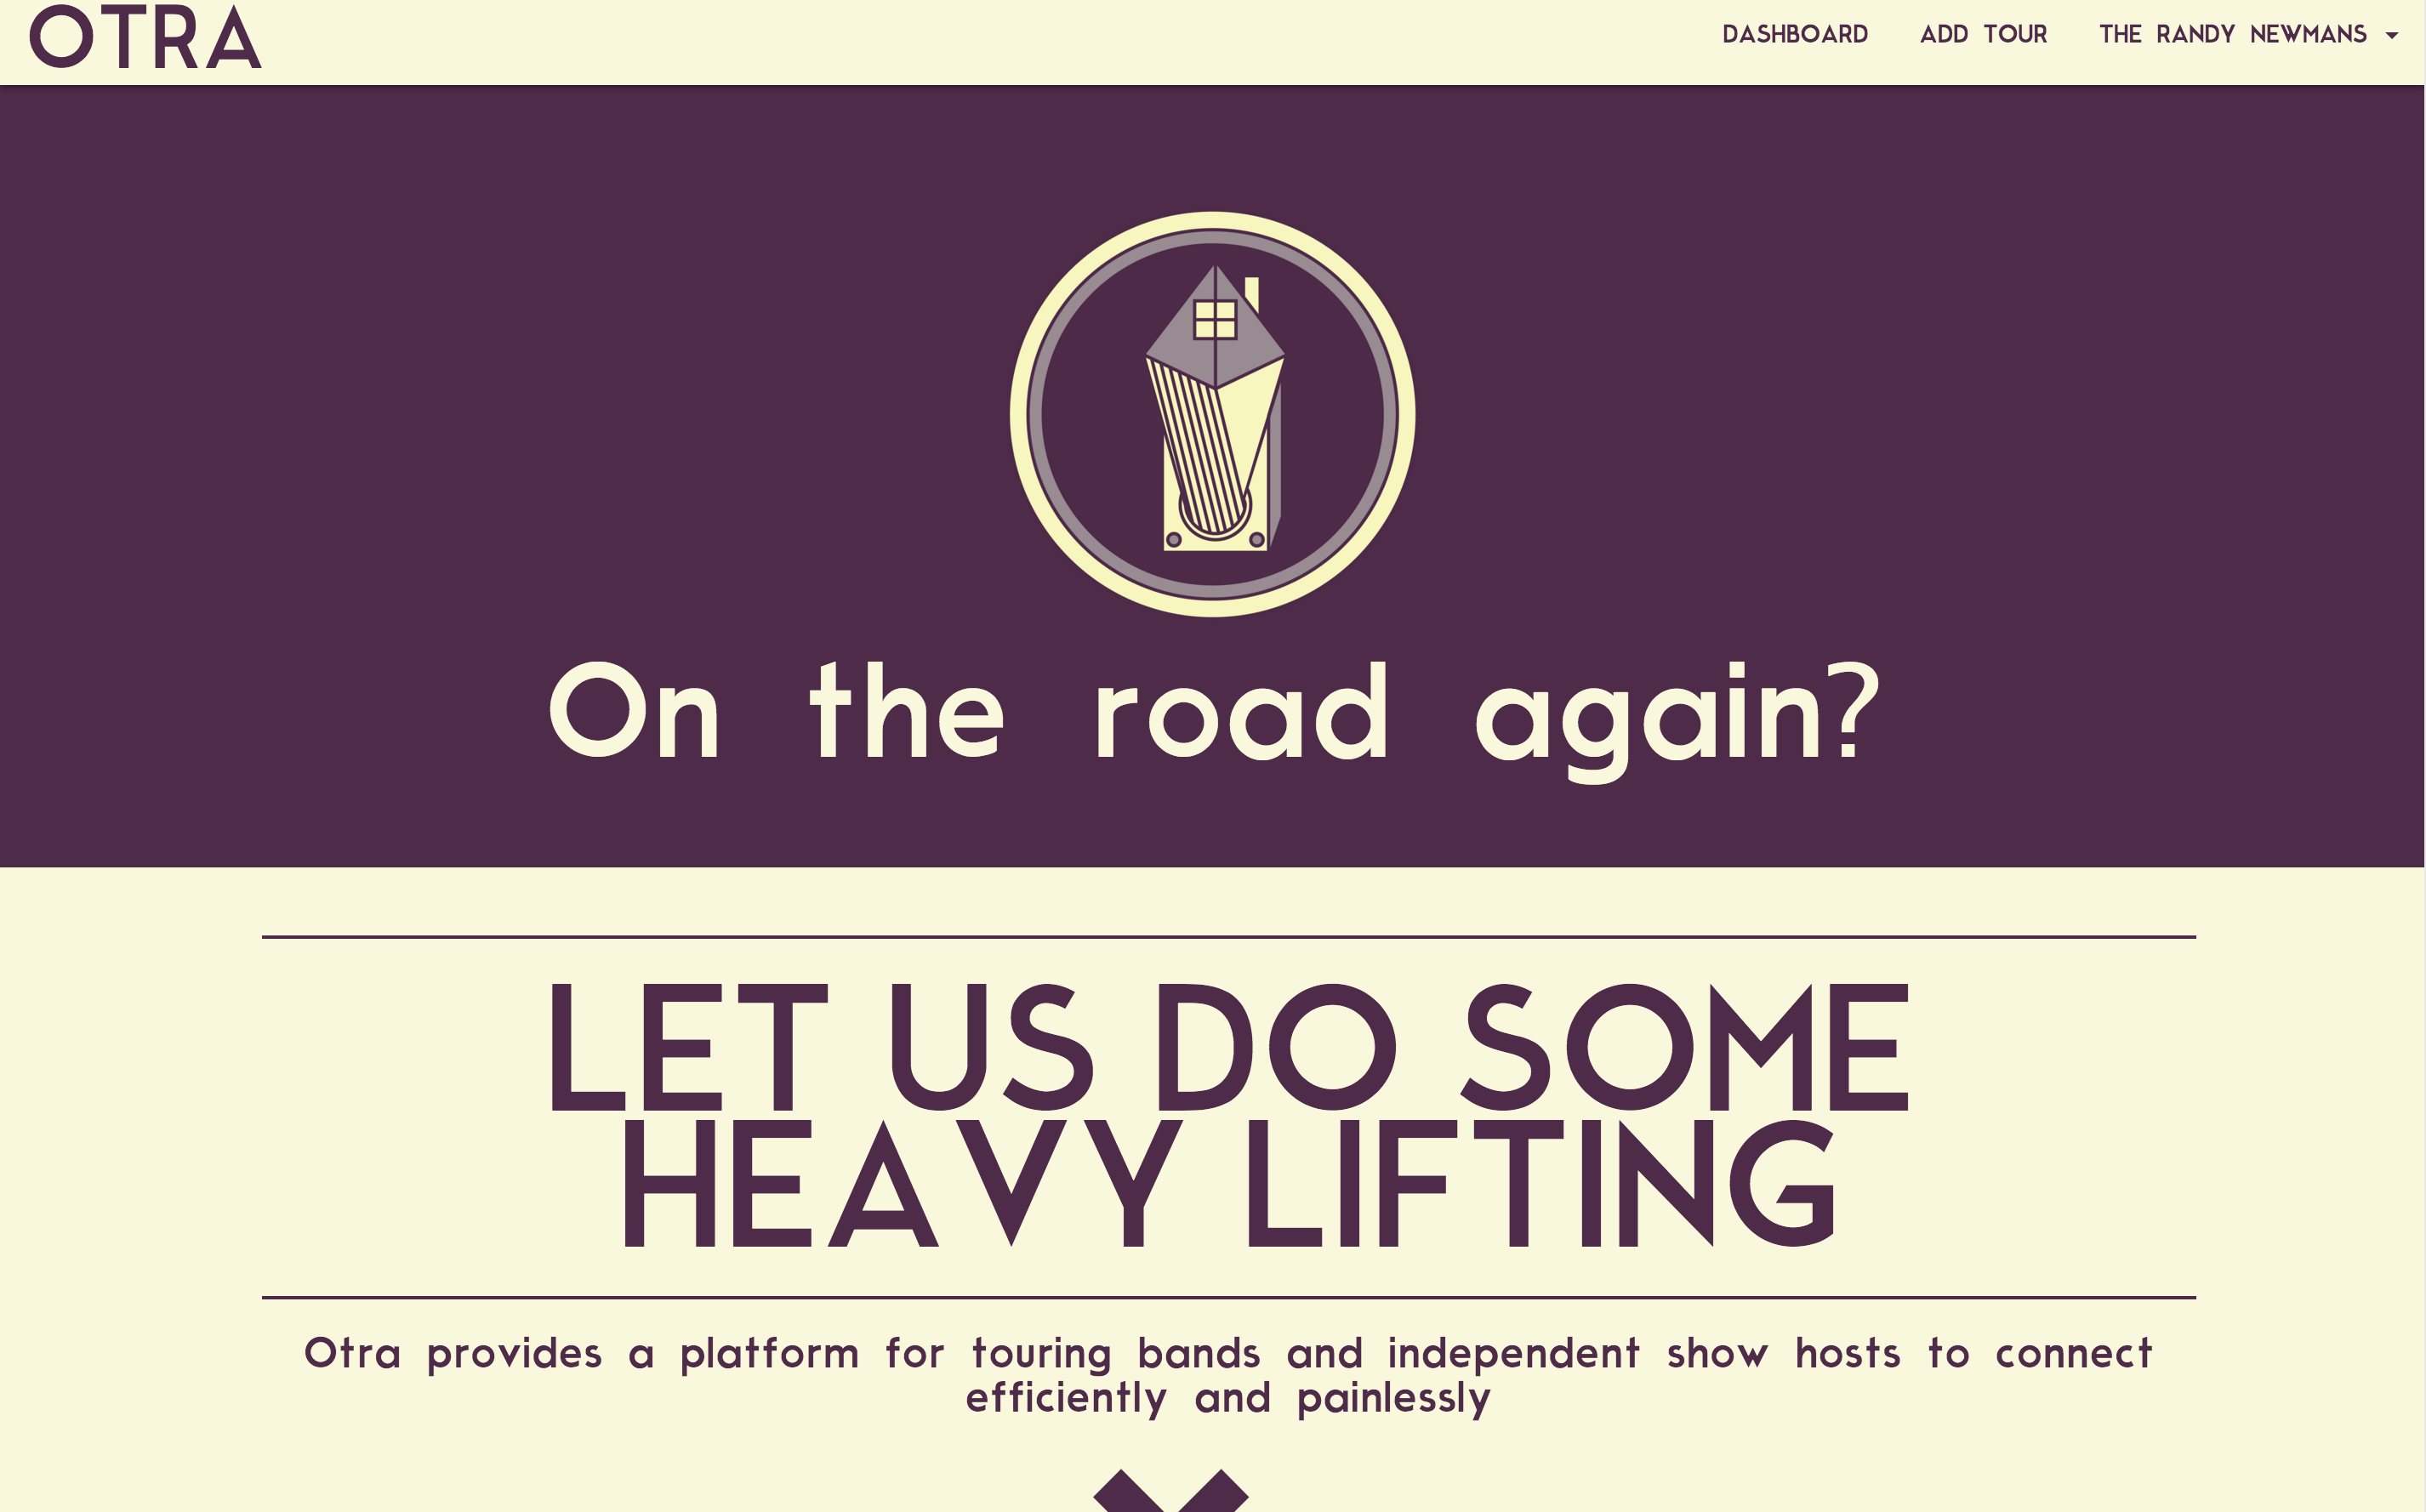 OTRA
DASHBOARD
ADD TOUR
THE RANDY NEWMANS
On the road again?
LET US DO SOME
HEAVY LIFTING
Otra provides a platform for touring bands and independent show hosts to connect
efficiently and painlessly